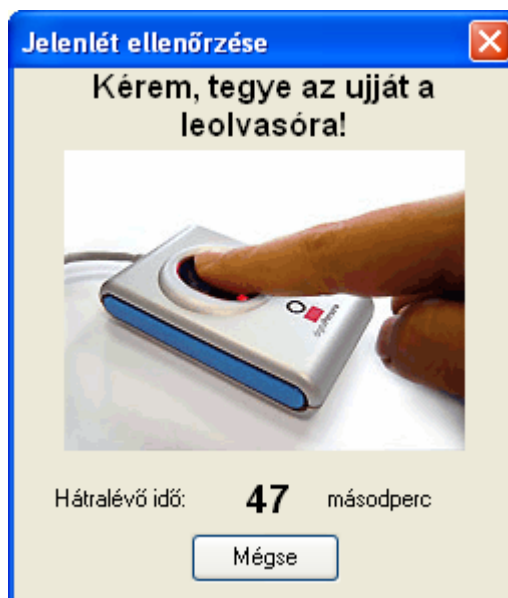 Jelenlét ellenőrzése
Kérem, tegye az ujját a
leolvasóra!
Hátralévő idő: 47 másodperc
Mégse